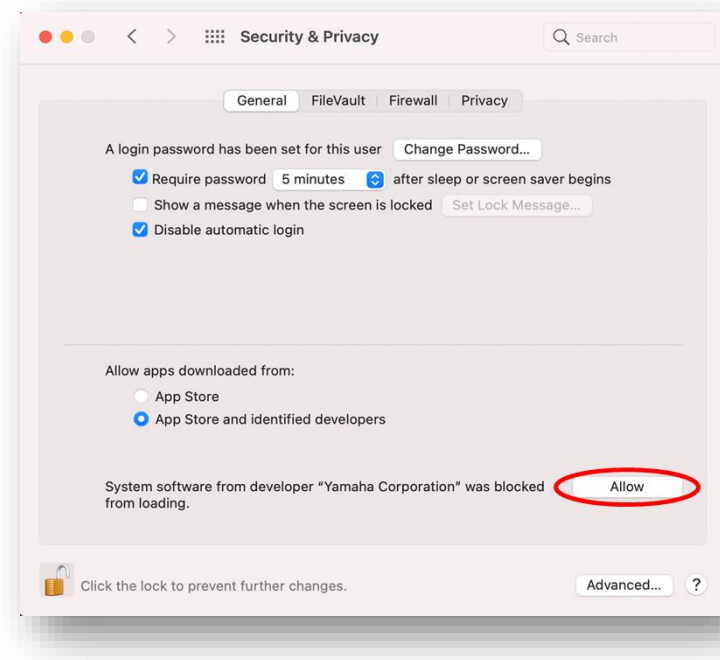 Security & Privacy
Search
General FileVault Firewall Privacy
A login password has been set for this user Change Password...
Require password 5 minutes after sleep or screen saver begins
Show a message when the screen is locked Set Lock Message...
Disable automatic login
Allow apps downloaded from:
App Store
App Store and identified developers
System software from developer “Yamaha Corporation” was blocked Allow
from loading.
Click the lock to prevent further changes. Advanced... ?